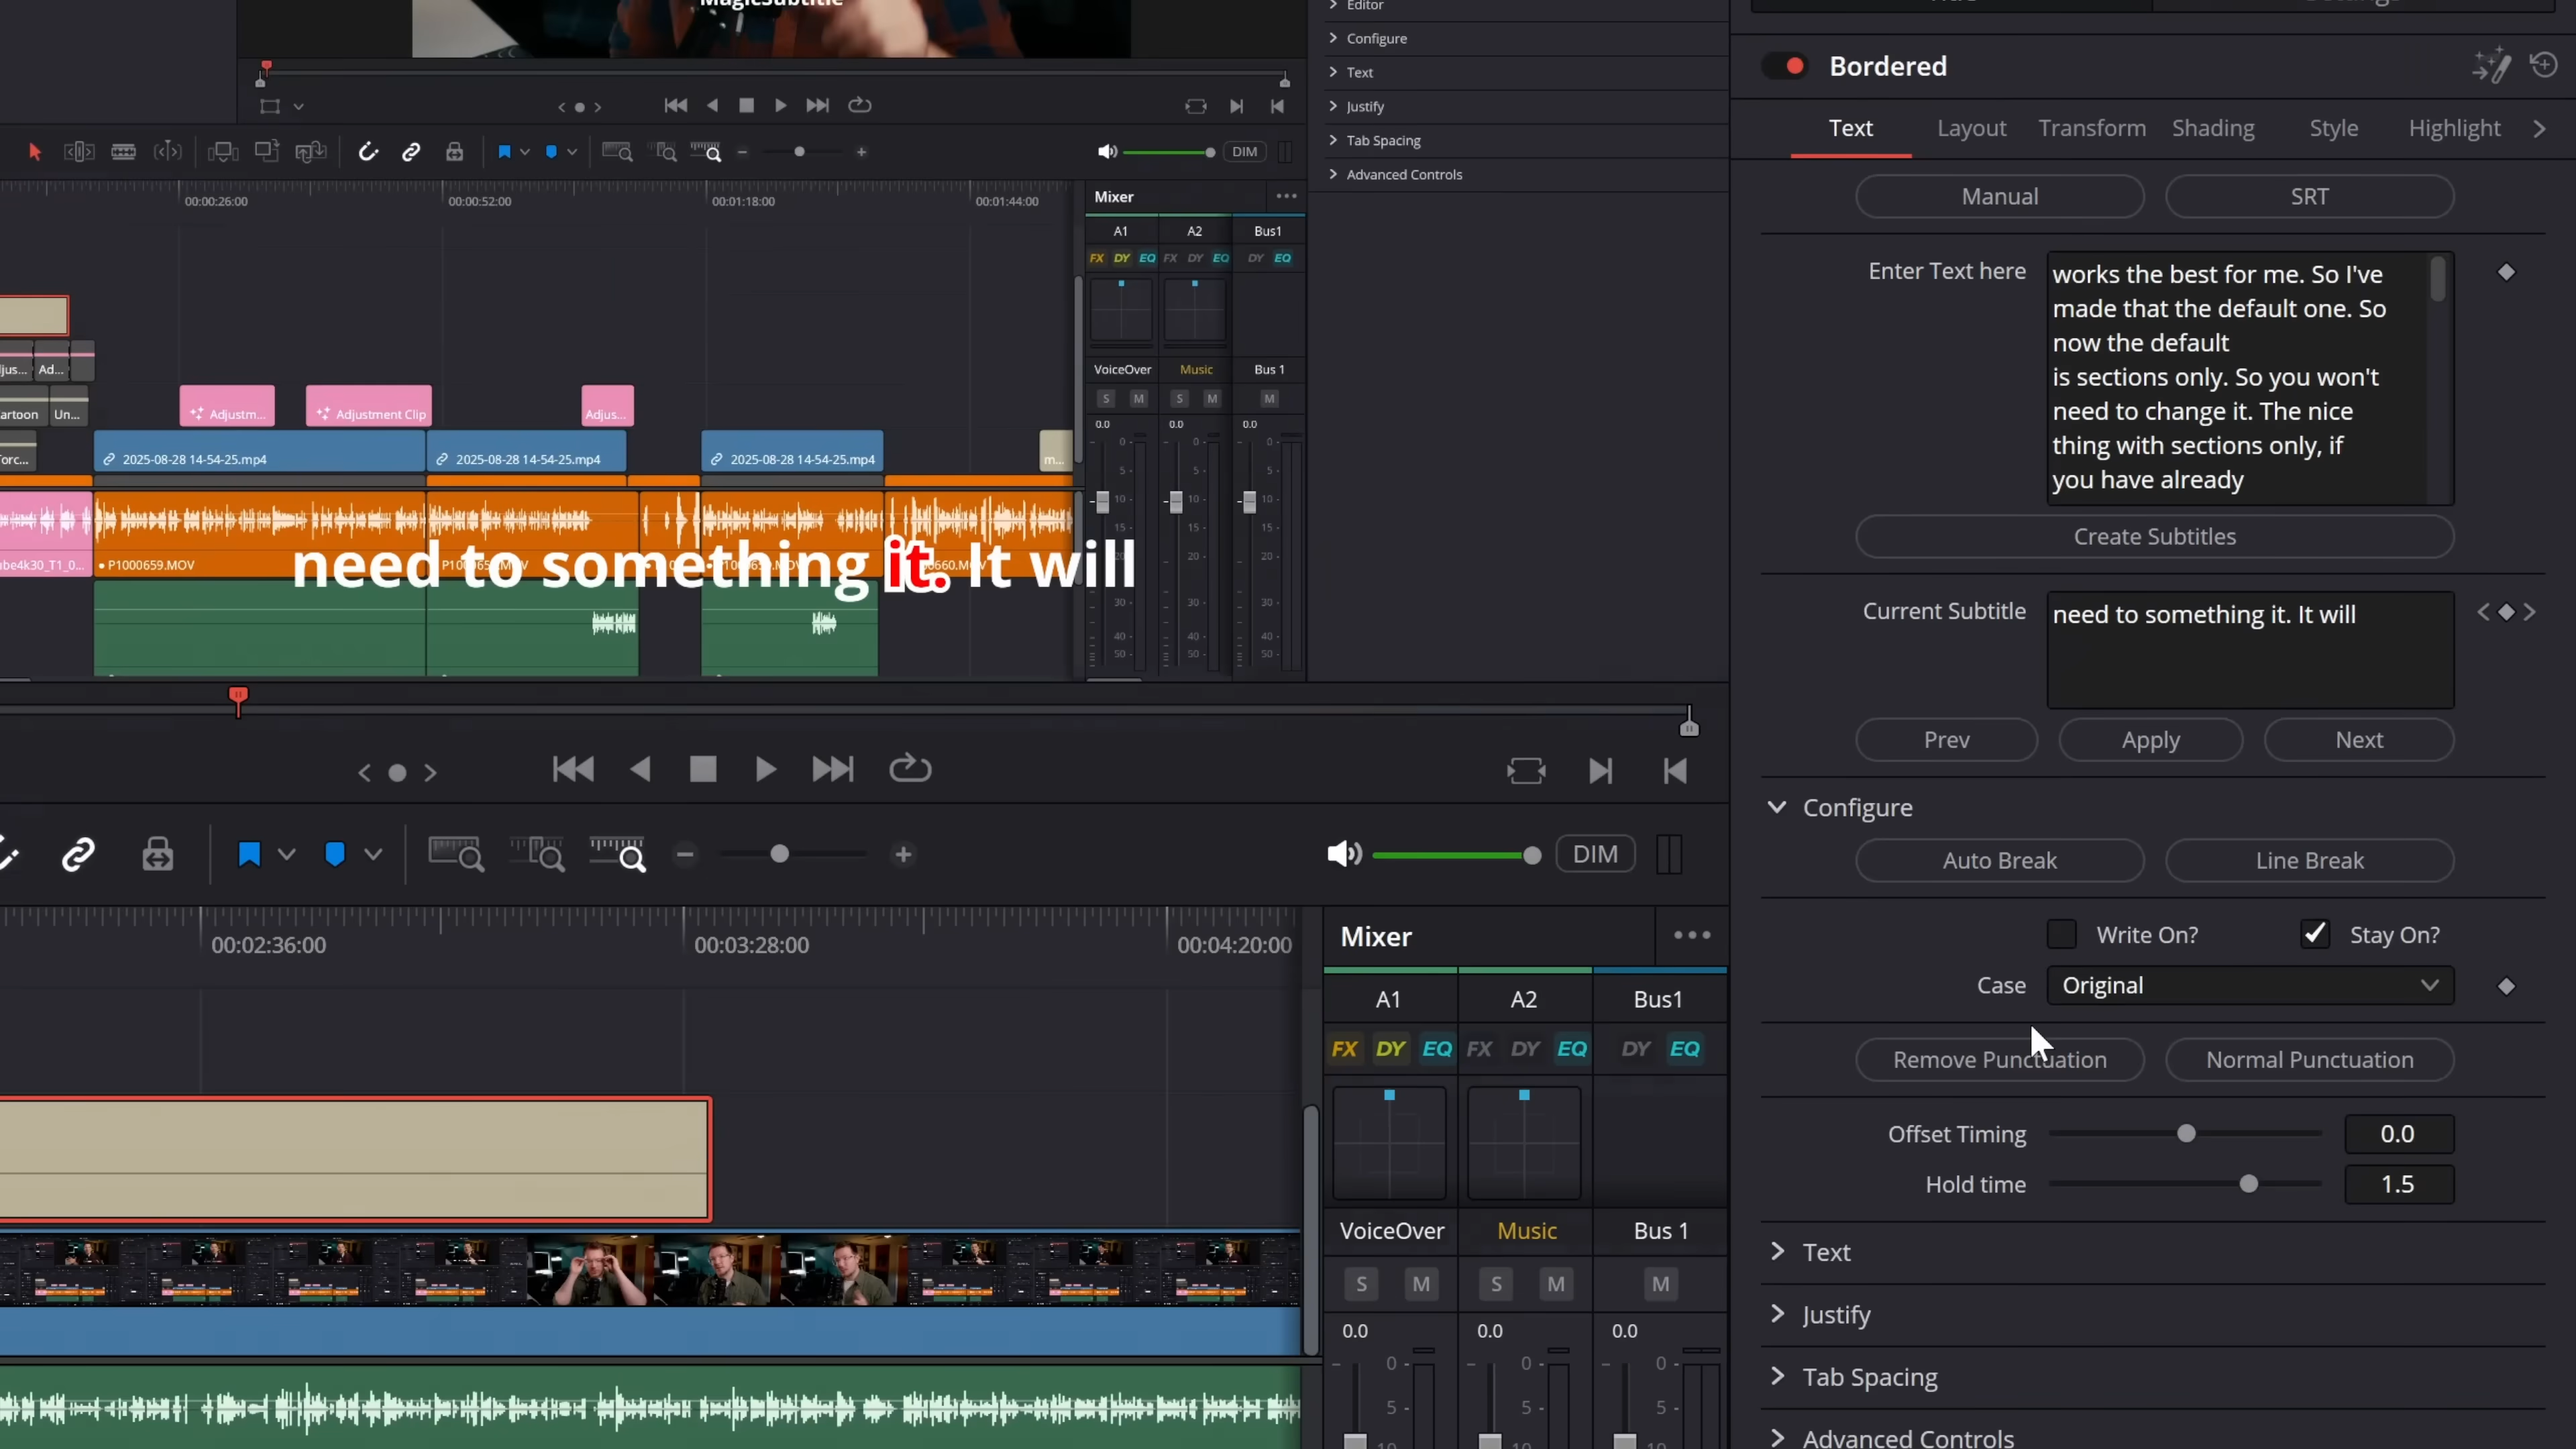 MagicSubtitle
Editor
Configure
Text
Justify
Tab Spacing
Advanced Controls
DIM
00:00:26:00
00:00:52:00
00:01:18:00
00:01:44:00
Mixer
A1 A2 Bus1
FX DY EQ FX DY EQ DY EQ
VoiceOver Music Bus 1
S M S M M
0.0 0.0 0.0
Ad...
Un...
Adjustm...
Adjustment Clip
Adjus...
2025-08-28 14-54-25.mp4
2025-08-28 14-54-25.mp4
2025-08-28 14-54-25.mp4
m...
P1000659.MOV
need to something it. It will
DIM
00:02:36:00
00:03:28:00
00:04:20:00
Mixer
A1 A2 Bus1
FX DY EQ FX DY EQ DY EQ
VoiceOver Music Bus 1
S M S M M
0.0 0.0 0.0
0 0 0
5 5 5
Bordered
Text Layout Transform Shading Style Highlight
Manual SRT
Enter Text here
works the best for me. So I've
made that the default one. So
now the default
is sections only. So you won't
need to change it. The nice
thing with sections only, if
you have already
Create Subtitles
Current Subtitle
need to something it. It will
Prev Apply Next
Configure
Auto Break Line Break
Write On? Stay On?
Case Original
Remove Punctuation Normal Punctuation
Offset Timing 0.0
Hold time 1.5
Text
Justify
Tab Spacing
Advanced Controls